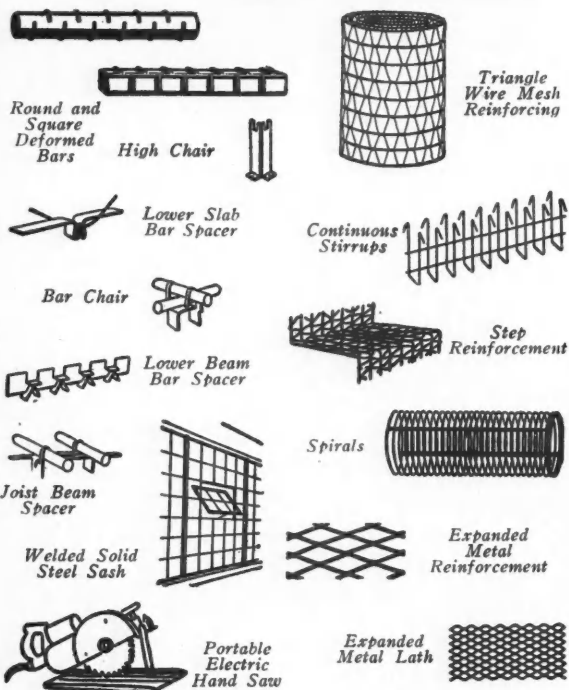 Round and
Square
Deformed
Bars
High Chair
Triangle
Wire Mesh
Reinforcing
Lower Slab
Bar Spacer
Continuous
Stirrups
Bar Chair
Step
Reinforcement
Lower Beam
Bar Spacer
Spirals
Joist Beam
Spacer
Welded Solid
Steel Sash
Expanded
Metal
Reinforcement
Portable
Electric
Hand Saw
Expanded
Metal Lath